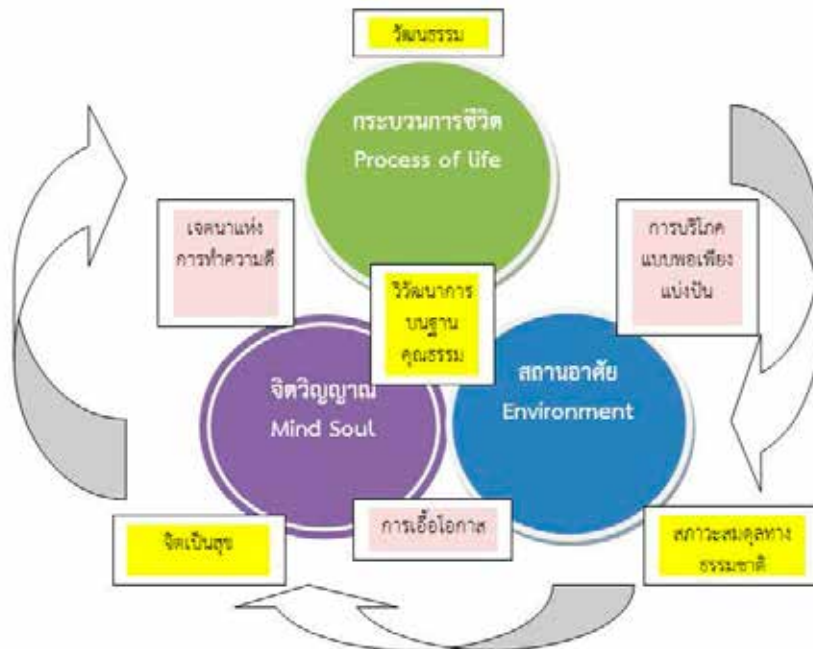 วัฒนธรรม
กระบวนการชีวิต
Process of life
เจตนาแห่ง
การทำความดี
การบริโภค
แบบพอเพียง
แบ่งปัน
วิวัฒนาการ
บนฐาน
คุณธรรม
จิตวิญญาณ
Mind Soul
สถานอาศัย
Environment
การเอื้อโอกาส
จิตเป็นสุข
สภาวะสมดุลทาง
ธรรมชาติ